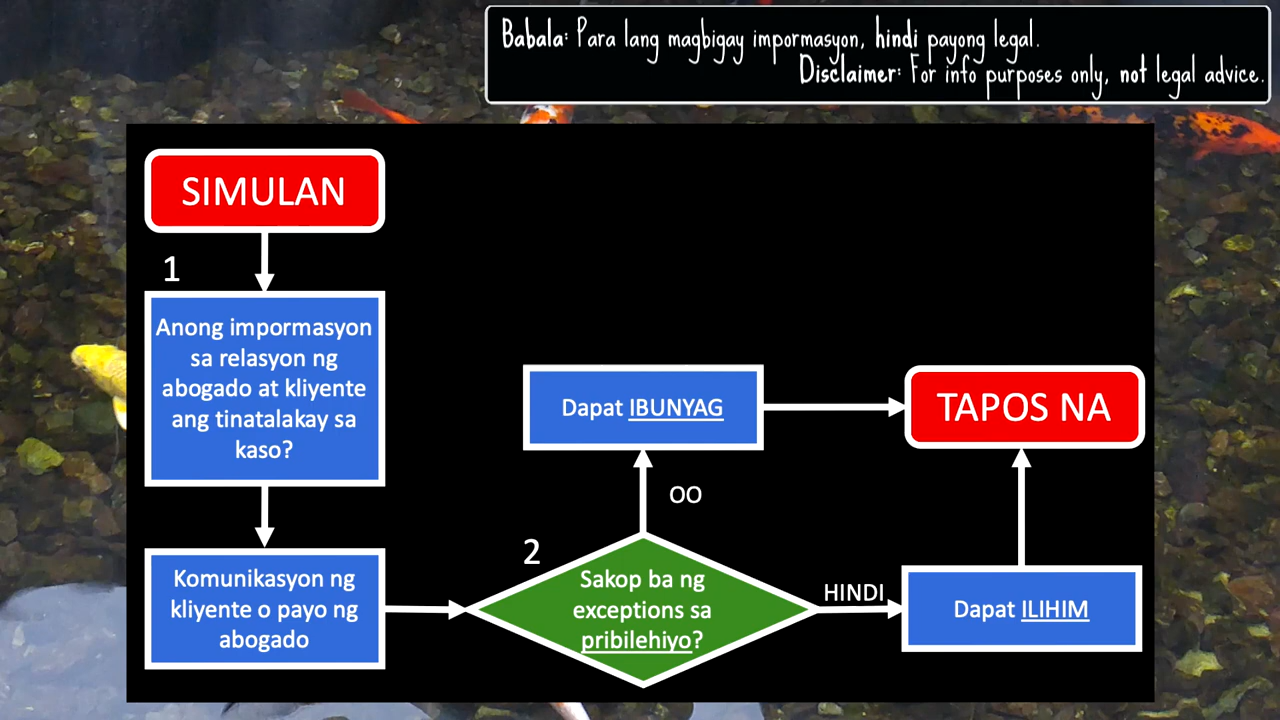 Babala: Para lang magbigay impormasyon, hindi payong legal.
Disclaimer: For info purposes only, not legal advice.
SIMULAN
1
Anong impormasyon
sa relasyon ng
abogado at kliyente
ang tinatalakay sa
kaso?
Komunikasyon ng
kliyente o payo ng
abogado
2
Sakop ba ng
exceptions sa
pribilehiyo?
OO
Dapat IBUNYAG
HINDI
Dapat ILIHIM
TAPOS NA